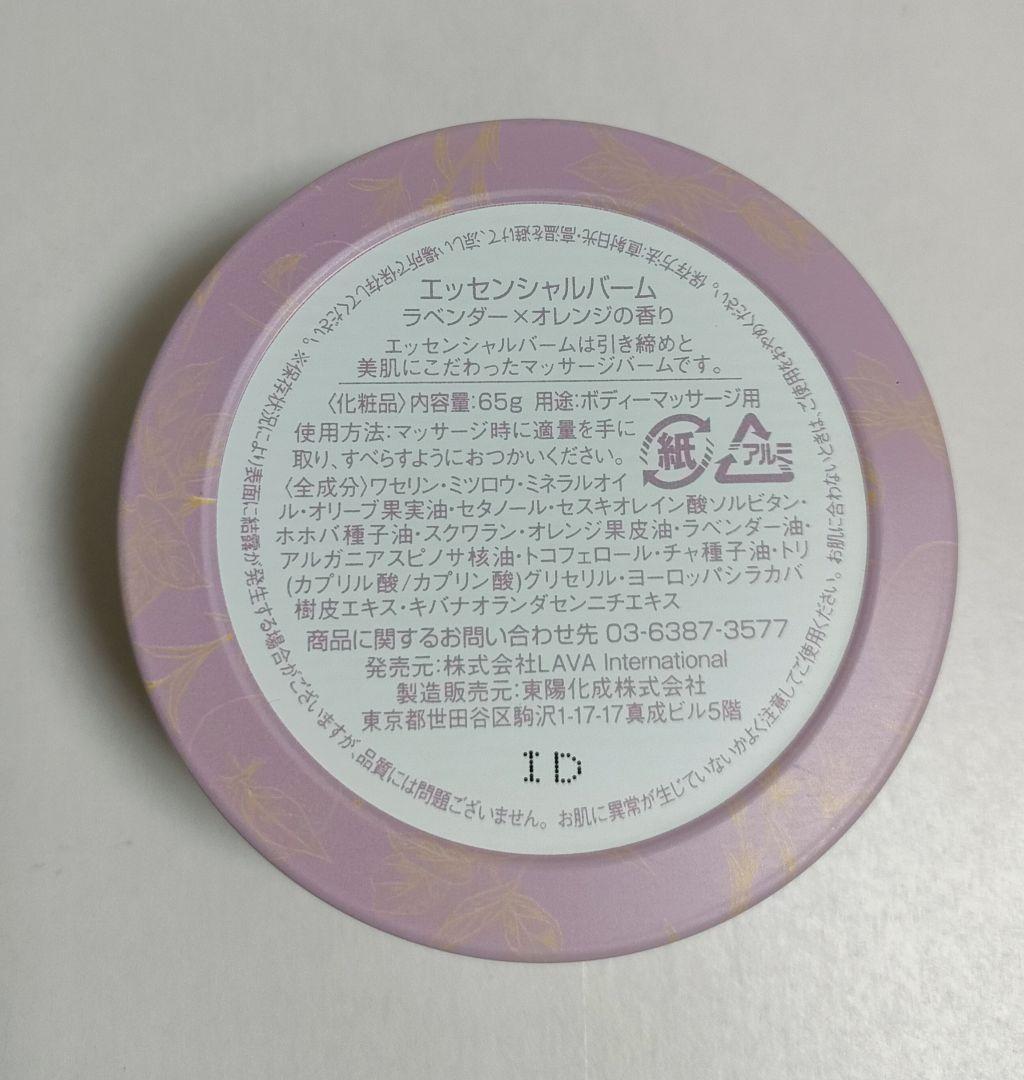 エッセンシャルバーム
ラベンダー×オレンジの香り
エッセンシャルバームは引き締めと
美肌にこだわったマッサージバームです。
〈化粧品〉内容量:65g 用途:ボディーマッサージ用
使用方法:マッサージ時に適量を手に
取り、すべらすようにおつかいください。
紙
アルミ
〈全成分〉ワセリン・ミツロウ・ミネラルオイ
ル・オリーブ果実油・セタノール・セスキオレイン酸ソルビタン・
ホホバ種子油・スクワラン・オレンジ果皮油・ラベンダー油・
アルガニアスピノサ核油・トコフェロール・チャ種子油・トリ
(カプリル酸/カプリン酸)グリセリル・ヨーロッパシラカバ
樹皮エキス・キバナオランダセンニチエキス
商品に関するお問い合わせ先 03-6387-3577
発売元:株式会社LAVA International
製造販売元:東陽化成株式会社
東京都世田谷区駒沢1-17-17真成ビル5階
ID
お肌に異常が生じていないかよく注意してご使用ください。お肌に合わないときは、ご使用をおやめください。保存方法:直射日光・高温を避けて、涼しい場所で保存してください。※保存状況により表面に結露が発生する場合がございますが、品質には問題ございません。